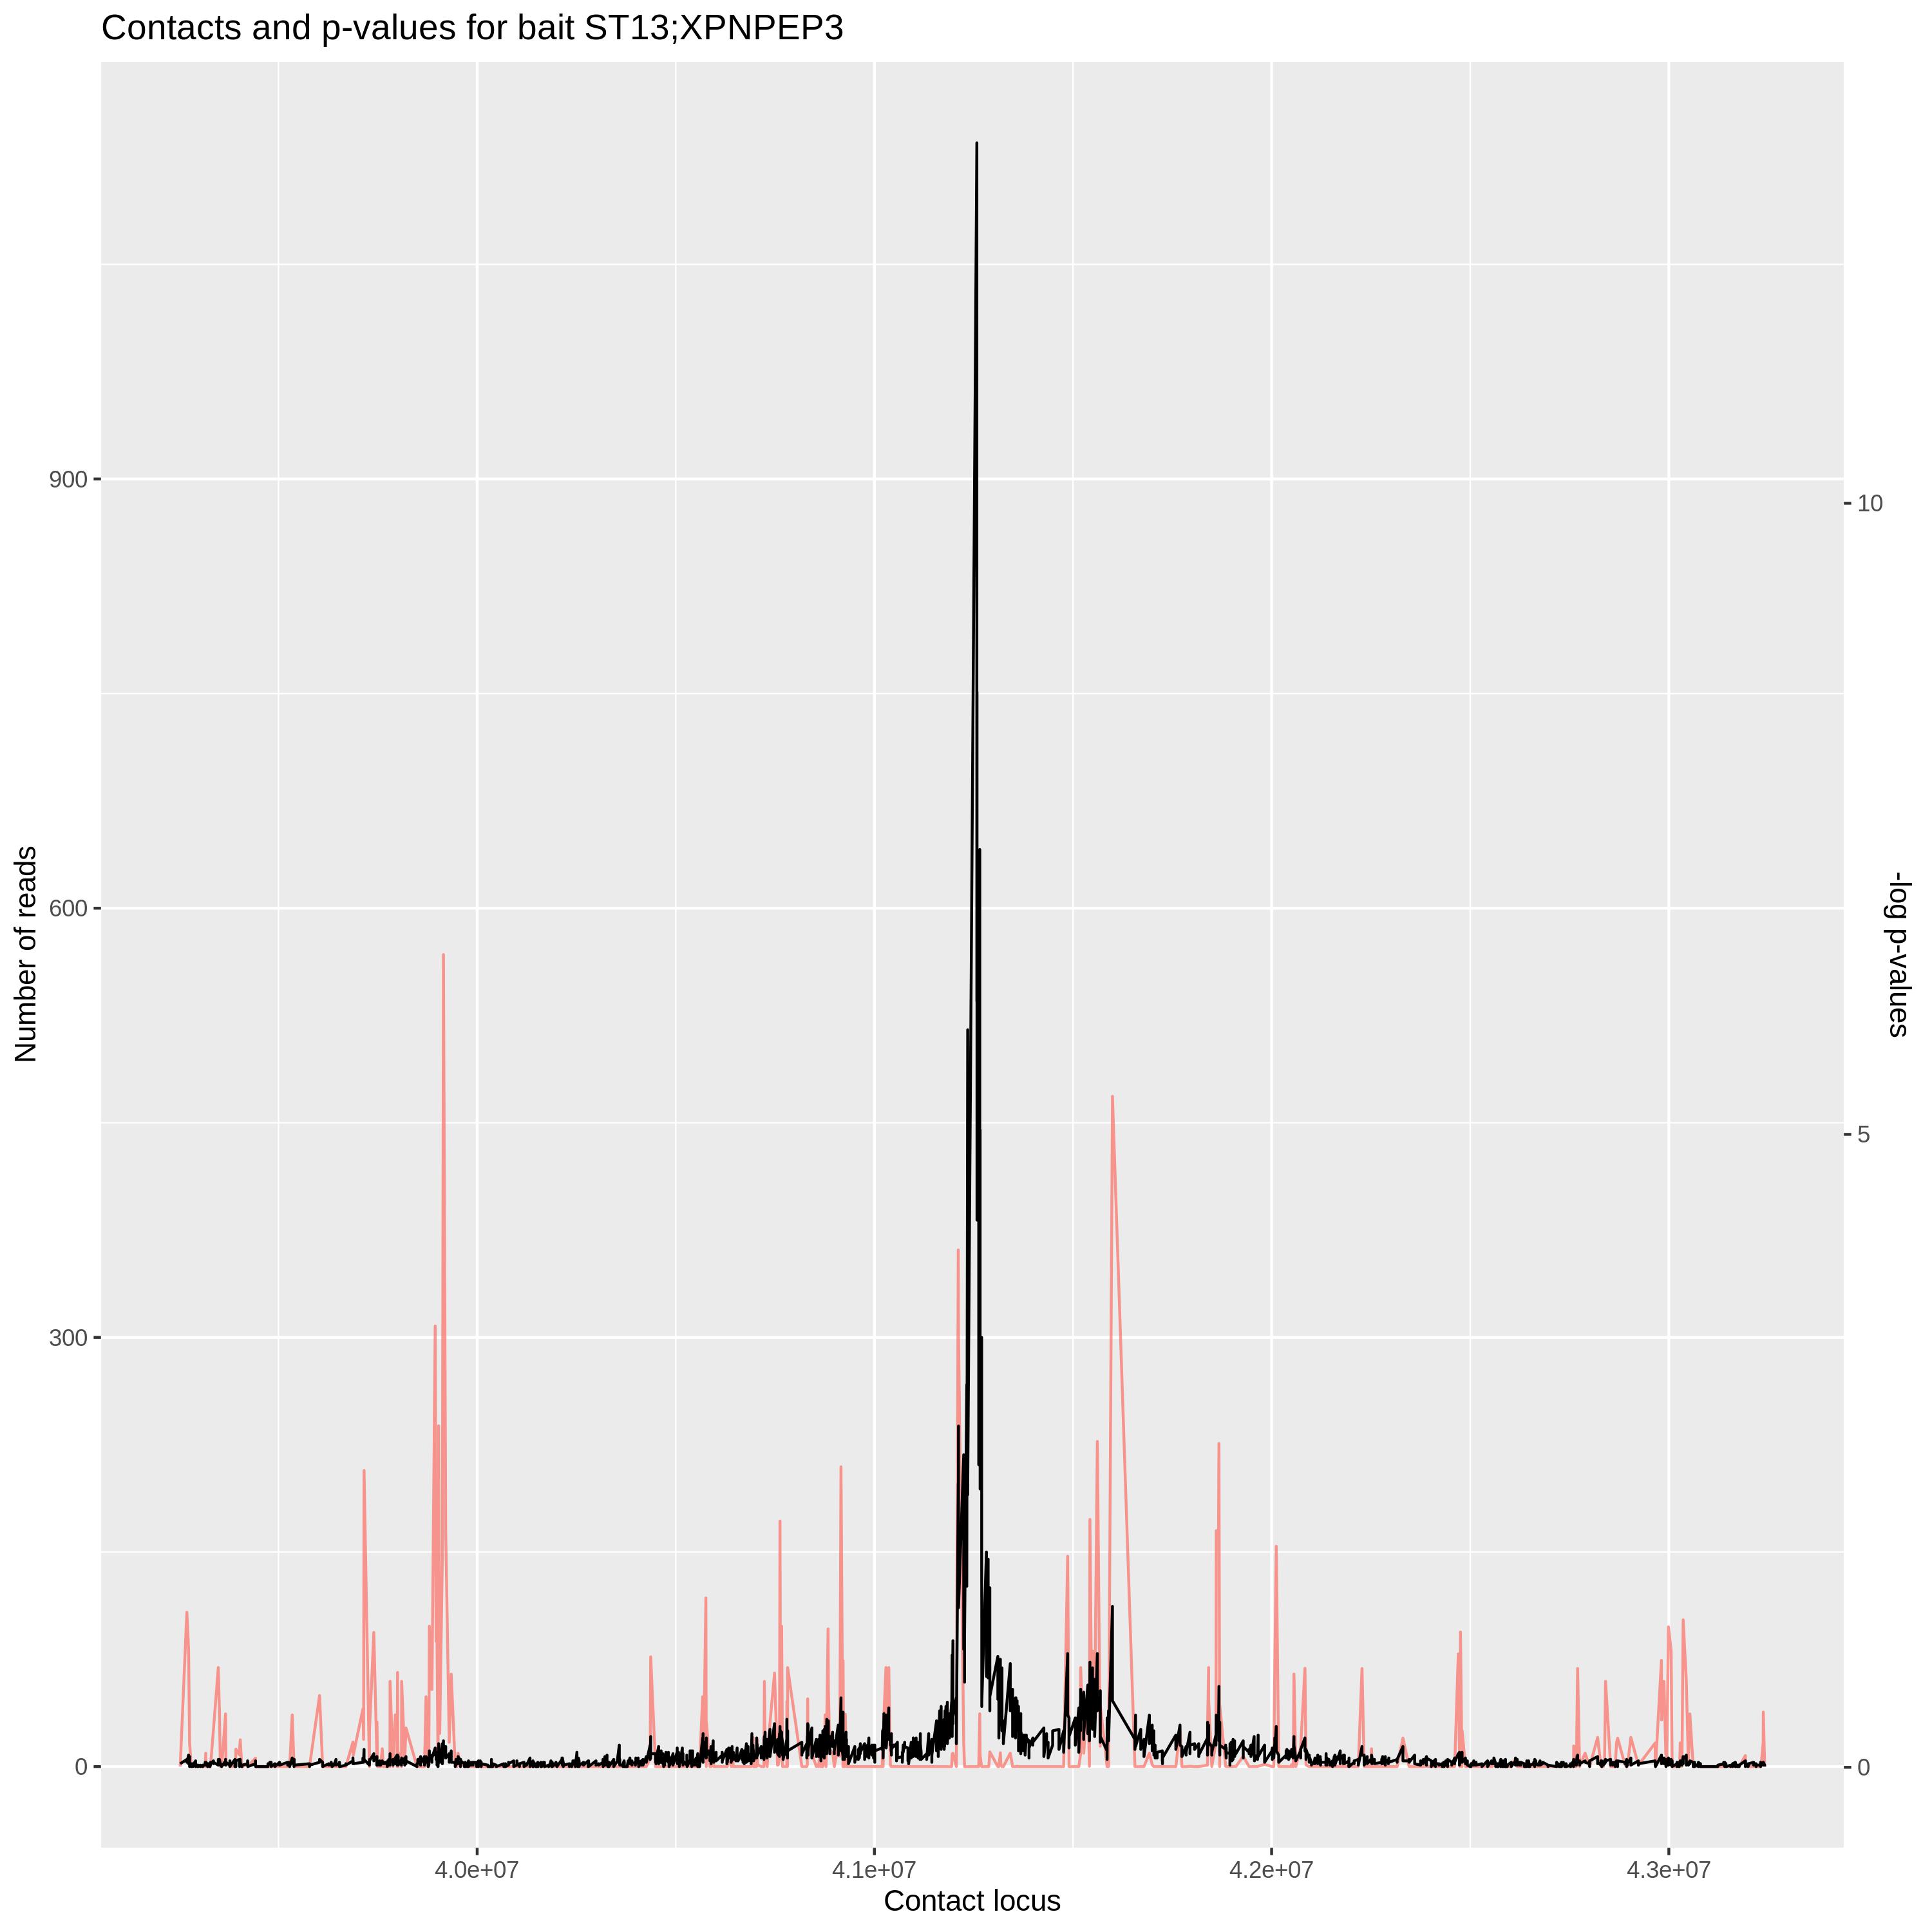 Contacts and p-values for bait ST13;XPNPEP3
Number of reads
900
600
300
0
10
5
0
-log p-values
4.0e+07
4.1e+07
4.2e+07
4.3e+07
Contact locus